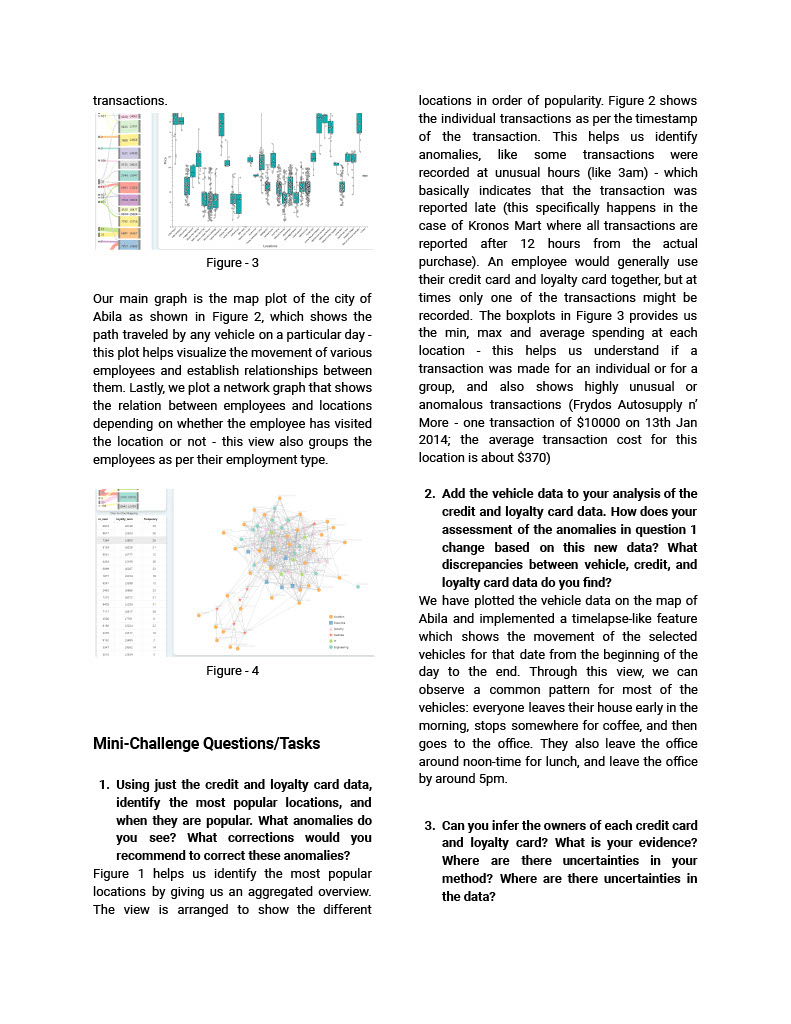 transactions.
Locations
Figure - 3
Our main graph is the map plot of the city of
Abila as shown in Figure 2, which shows the
path traveled by any vehicle on a particular day -
this plot helps visualize the movement of various
employees and establish relationships between
them. Lastly, we plot a network graph that shows
the relation between employees and locations
depending on whether the employee has visited
the location or not - this view also groups the
employees as per their employment type.
Figure - 4
Mini-Challenge Questions/Tasks
1. Using just the credit and loyalty card data,
identify the most popular locations, and
when they are popular. What anomalies do
you see? What corrections would you
recommend to correct these anomalies?
Figure 1 helps us identify the most popular
locations by giving us an aggregated overview.
The view is arranged to show the different
locations in order of popularity. Figure 2 shows
the individual transactions as per the timestamp
of the transaction. This helps us identify
anomalies, like some transactions were
recorded at unusual hours (like 3am) - which
basically indicates that the transaction was
reported late (this specifically happens in the
case of Kronos Mart where all transactions are
reported after 12 hours from the actual
purchase). An employee would generally use
their credit card and loyalty card together, but at
times only one of the transactions might be
recorded. The boxplots in Figure 3 provides us
the min, max and average spending at each
location - this helps us understand if a
transaction was made for an individual or for a
group, and also shows highly unusual or
anomalous transactions (Frydos Autosupply n’
More - one transaction of $10000 on 13th Jan
2014; the average transaction cost for this
location is about $370)
2. Add the vehicle data to your analysis of the
credit and loyalty card data. How does your
assessment of the anomalies in question 1
change based on this new data? What
discrepancies between vehicle, credit, and
loyalty card data do you find?
We have plotted the vehicle data on the map of
Abila and implemented a timelapse-like feature
which shows the movement of the selected
vehicles for that date from the beginning of the
day to the end. Through this view, we can
observe a common pattern for most of the
vehicles: everyone leaves their house early in the
morning, stops somewhere for coffee, and then
goes to the office. They also leave the office
around noon-time for lunch, and leave the office
by around 5pm.
3. Can you infer the owners of each credit card
and loyalty card? What is your evidence?
Where are there uncertainties in your
method? Where are there uncertainties in
the data?